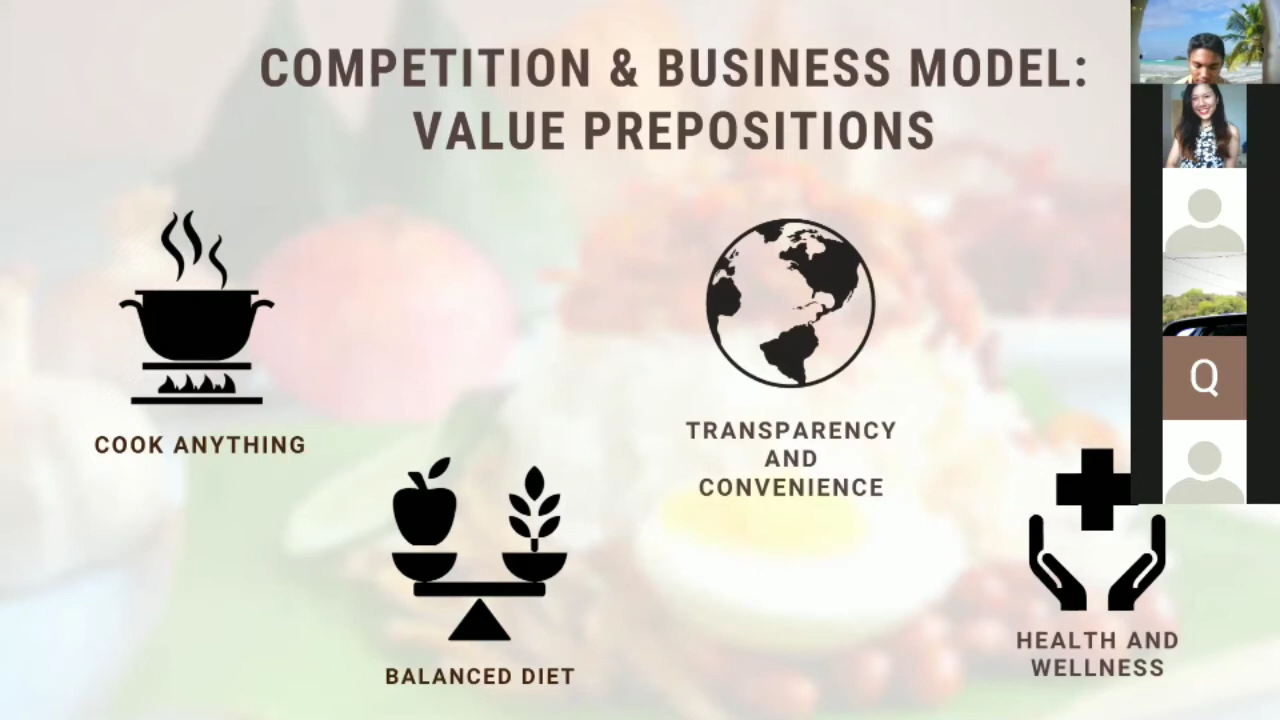 COMPETITION & BUSINESS MODEL:
VALUE PREPOSITIONS
COOK ANYTHING
TRANSPARENCY
AND
CONVENIENCE
BALANCED DIET
HEALTH AND
WELLNESS
Q